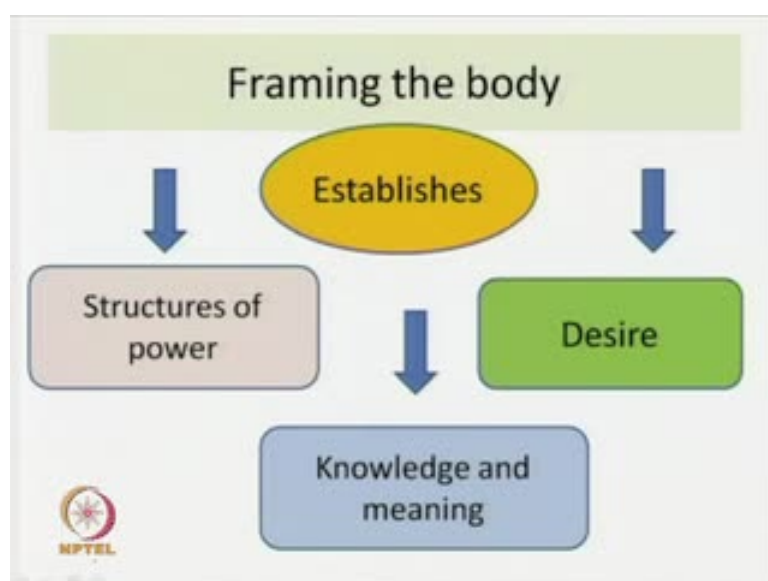 Framing the body
Establishes
Structures of
power
Desire
Knowledge and
meaning
NPTEL